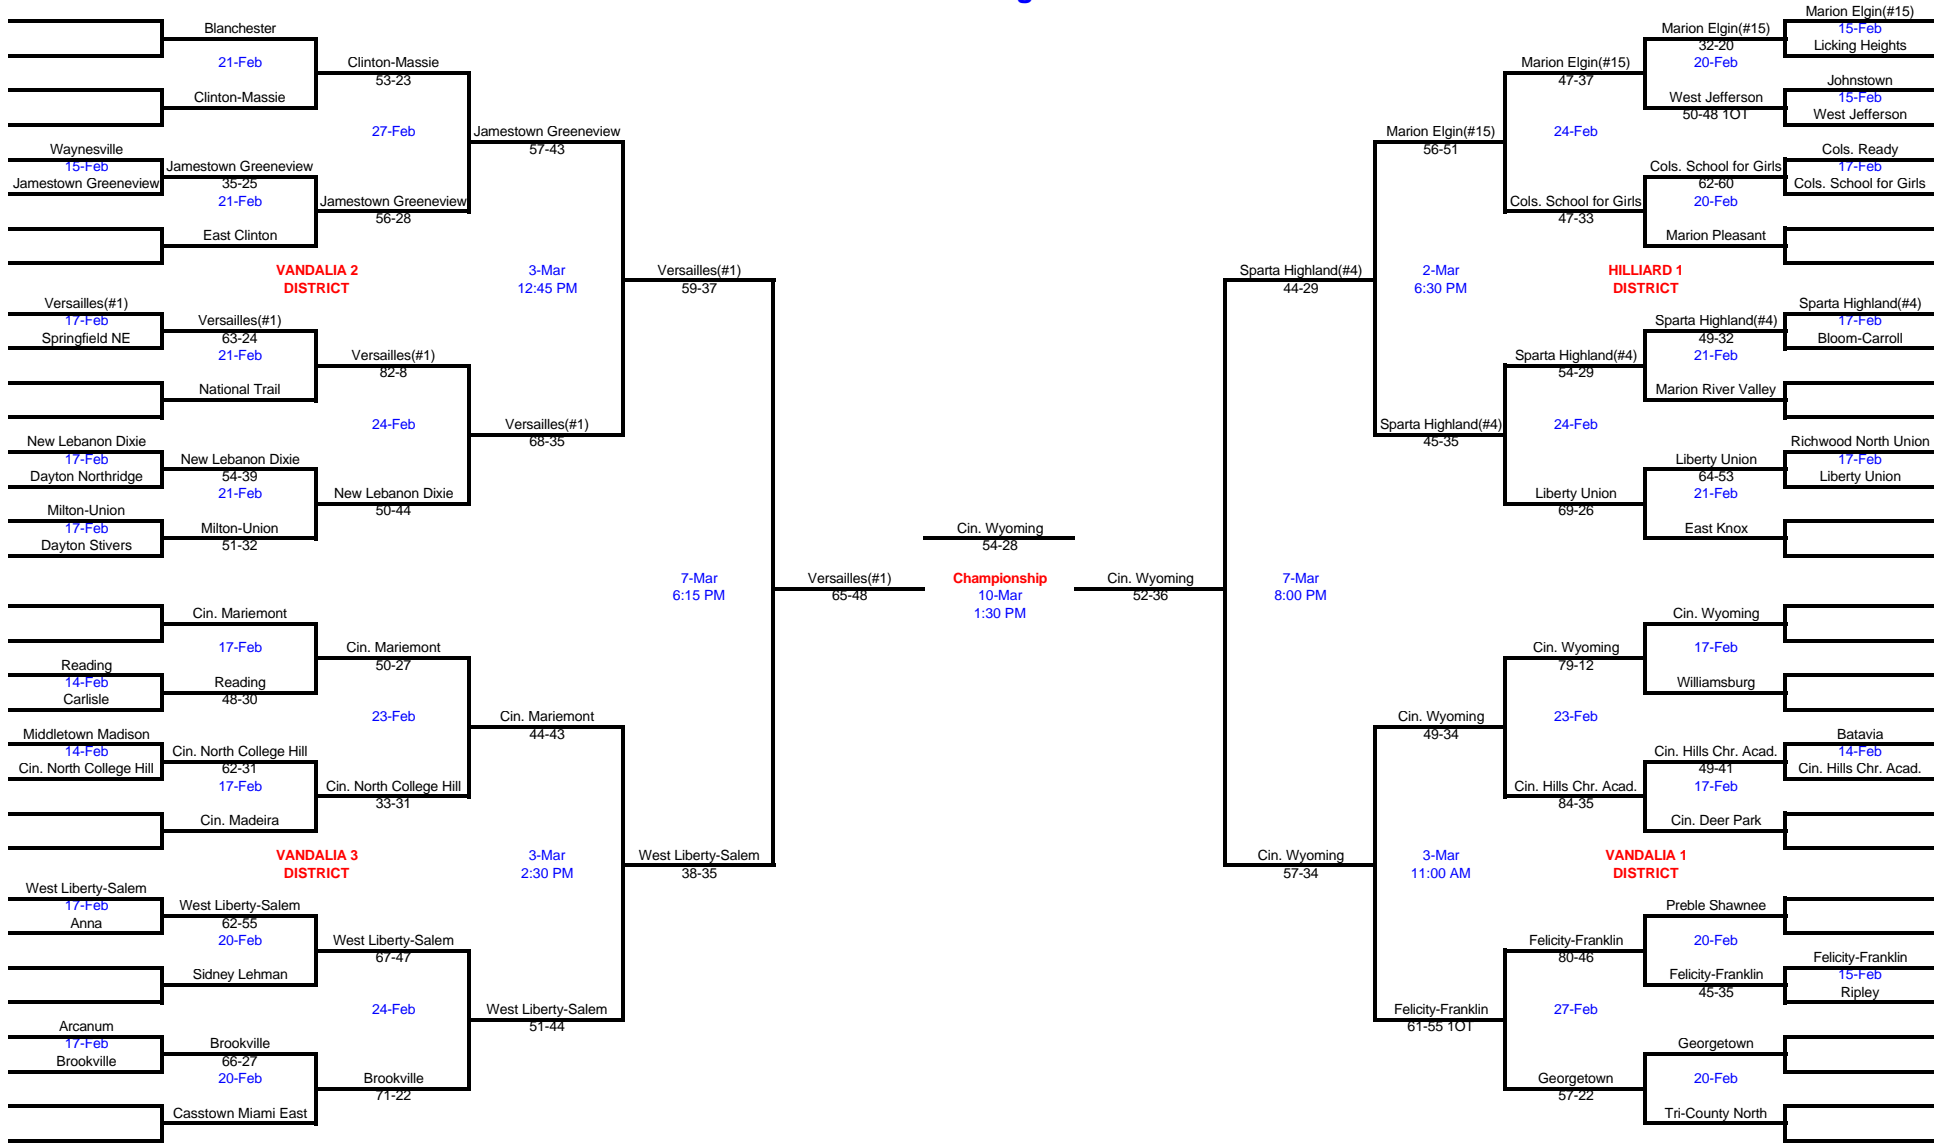 Blanchester
21-Feb
Clinton-Massie
Clinton-Massie
53-23
27-Feb
Jamestown Greeneview
57-43
Waynesville
15-Feb
Jamestown Greeneview
Jamestown Greeneview
35-25
21-Feb
Jamestown Greeneview
56-28
East Clinton
VANDALIA 2
DISTRICT
3-Mar
12:45 PM
Versailles(#1)
59-37
Versailles(#1)
17-Feb
Springfield NE
Versailles(#1)
63-24
21-Feb
Versailles(#1)
82-8
National Trail
24-Feb
Versailles(#1)
68-35
New Lebanon Dixie
17-Feb
Dayton Northridge
New Lebanon Dixie
54-39
21-Feb
New Lebanon Dixie
50-44
Milton-Union
17-Feb
Dayton Stivers
Milton-Union
51-32
7-Mar
6:15 PM
Versailles(#1)
65-48
Cin. Mariemont
17-Feb
Cin. Mariemont
50-27
Reading
14-Feb
Carlisle
Reading
48-30
23-Feb
Cin. Mariemont
44-43
Middletown Madison
14-Feb
Cin. North College Hill
Cin. North College Hill
62-31
17-Feb
Cin. North College Hill
33-31
Cin. Madeira
VANDALIA 3
DISTRICT
3-Mar
2:30 PM
West Liberty-Salem
38-35
West Liberty-Salem
17-Feb
Anna
West Liberty-Salem
62-55
20-Feb
West Liberty-Salem
67-47
Sidney Lehman
24-Feb
West Liberty-Salem
51-44
Arcanum
17-Feb
Brookville
Brookville
66-27
20-Feb
Brookville
71-22
Casstown Miami East
Cin. Wyoming
54-28
Championship
10-Mar
1:30 PM
Cin. Wyoming
52-36
7-Mar
8:00 PM
Marion Elgin(#15)
15-Feb
Licking Heights
Marion Elgin(#15)
32-20
20-Feb
Marion Elgin(#15)
47-37
Johnstown
15-Feb
West Jefferson
West Jefferson
50-48 1OT
Marion Elgin(#15)
56-51
24-Feb
Cols. Ready
17-Feb
Cols. School for Girls
Cols. School for Girls
62-60
20-Feb
Cols. School for Girls
47-33
Marion Pleasant
Sparta Highland(#4)
44-29
2-Mar
6:30 PM
HILLIARD 1
DISTRICT
Sparta Highland(#4)
17-Feb
Bloom-Carroll
Sparta Highland(#4)
49-32
21-Feb
Sparta Highland(#4)
54-29
Marion River Valley
Sparta Highland(#4)
45-35
24-Feb
Richwood North Union
17-Feb
Liberty Union
Liberty Union
64-53
21-Feb
Liberty Union
69-26
East Knox
Cin. Wyoming
17-Feb
Cin. Wyoming
79-12
Williamsburg
Cin. Wyoming
49-34
23-Feb
Batavia
14-Feb
Cin. Hills Chr. Acad.
Cin. Hills Chr. Acad.
49-41
17-Feb
Cin. Hills Chr. Acad.
84-35
Cin. Deer Park
Cin. Wyoming
57-34
3-Mar
11:00 AM
VANDALIA 1
DISTRICT
Preble Shawnee
20-Feb
Felicity-Franklin
80-46
Felicity-Franklin
15-Feb
Ripley
Felicity-Franklin
45-35
Felicity-Franklin
61-55 1OT
27-Feb
Georgetown
20-Feb
Georgetown
57-22
Tri-County North